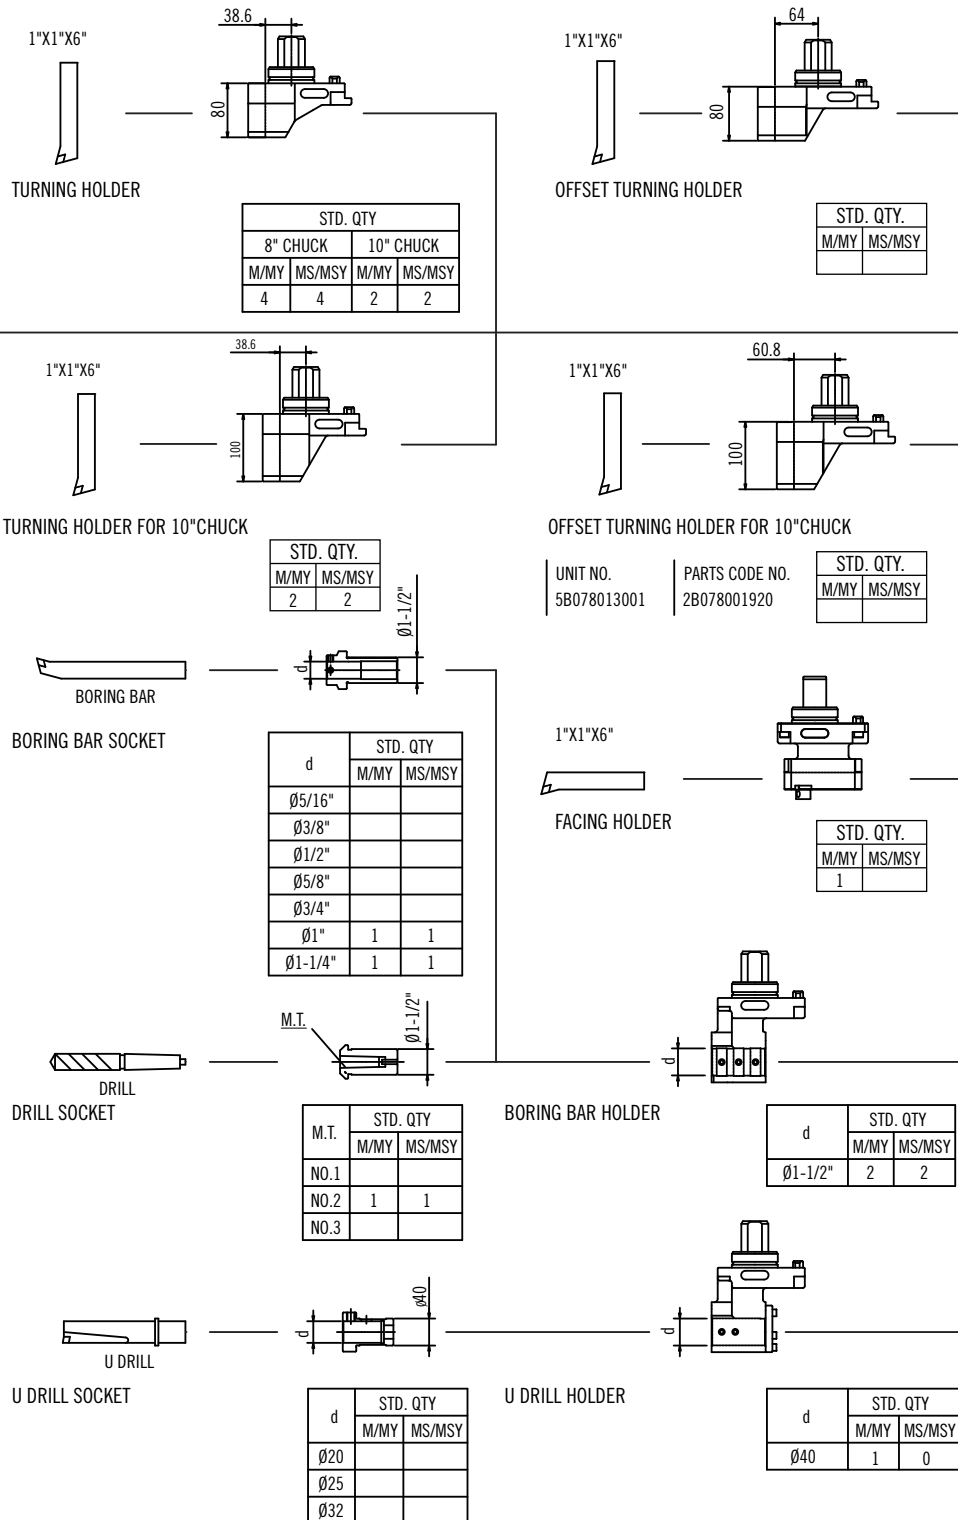 38.6
1"X1"X6"
80
TURNING HOLDER
STD. QTY
8" CHUCK 10" CHUCK
M/MY MS/MSY M/MY MS/MSY
4 4 2 2
64
1"X1"X6"
80
OFFSET TURNING HOLDER
STD. QTY.
M/MY MS/MSY
38.6
1"X1"X6"
100
TURNING HOLDER FOR 10"CHUCK
STD. QTY.
M/MY MS/MSY
2 2
60.8
1"X1"X6"
100
OFFSET TURNING HOLDER FOR 10"CHUCK
UNIT NO.
5B078013001
PARTS CODE NO.
2B078001920
STD. QTY.
M/MY MS/MSY
Ø1-1/2"
d
BORING BAR
BORING BAR SOCKET
d STD. QTY
M/MY MS/MSY
Ø5/16"
Ø3/8"
Ø1/2"
Ø5/8"
Ø3/4"
Ø1" 1 1
Ø1-1/4" 1 1
1"X1"X6"
FACING HOLDER
STD. QTY.
M/MY MS/MSY
1
M.T.
Ø1-1/2"
DRILL
DRILL SOCKET
M.T. STD. QTY
M/MY MS/MSY
NO.1
NO.2 1 1
NO.3
d
BORING BAR HOLDER
d STD. QTY
M/MY MS/MSY
Ø1-1/2" 2 2
d
ø40
U DRILL
U DRILL SOCKET
d STD. QTY
M/MY MS/MSY
Ø20
Ø25
Ø32
d
U DRILL HOLDER
d STD. QTY
M/MY MS/MSY
Ø40 1 0